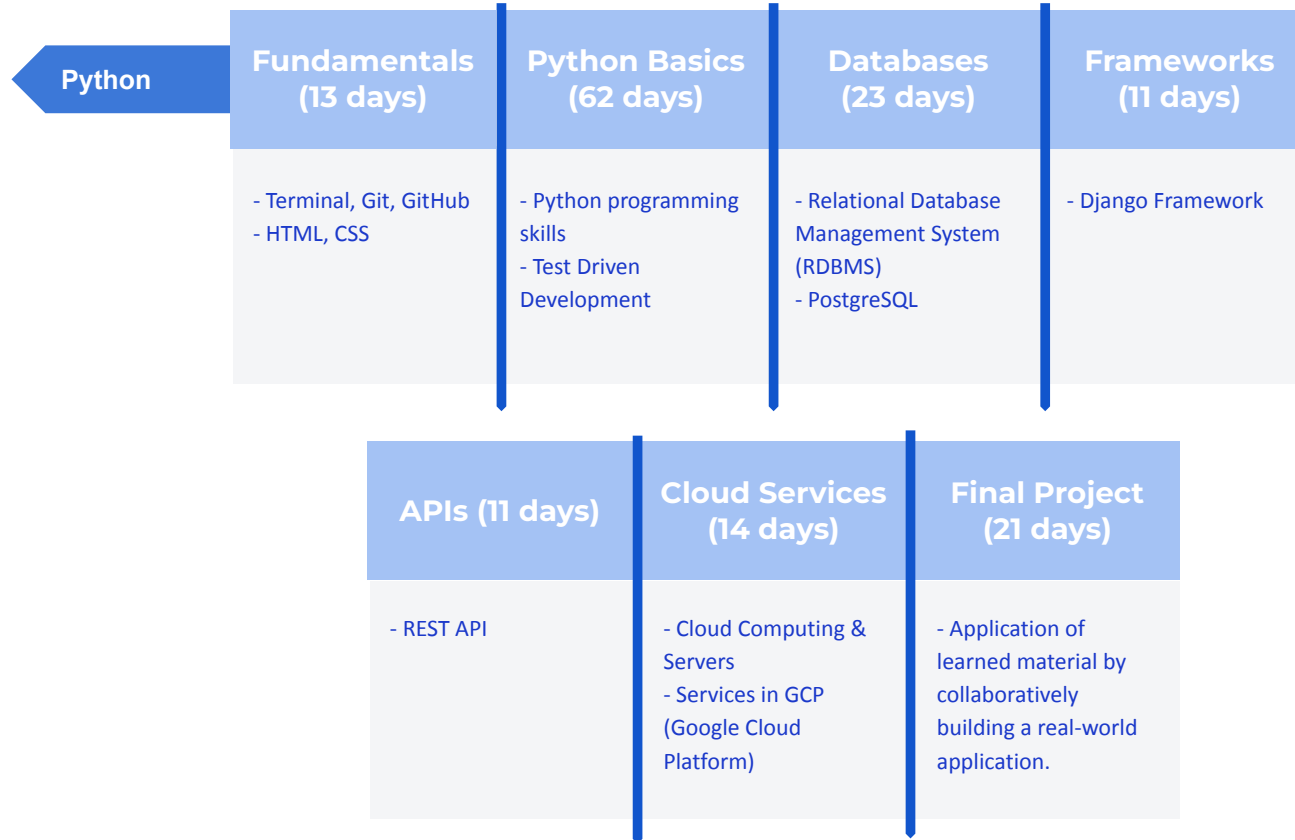 Python
Fundamentals
(13 days)
- Terminal, Git, GitHub
- HTML, CSS
Python Basics
(62 days)
- Python programming
skills
- Test Driven
Development
Databases
(23 days)
- Relational Database
Management System
(RDBMS)
- PostgreSQL
Frameworks
(11 days)
- Django Framework
APIs (11 days)
- REST API
Cloud Services
(14 days)
- Cloud Computing &
Servers
- Services in GCP
(Google Cloud
Platform)
Final Project
(21 days)
- Application of
learned material by
collaboratively
building a real-world
application.